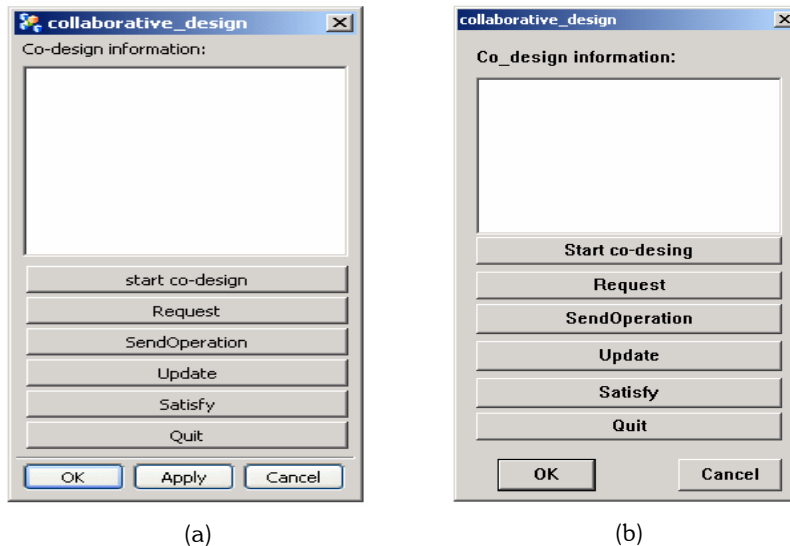 collaborative_design
Co-design information:
start co-design
Request
SendOperation
Update
Satisfy
Quit
OK Apply Cancel
(a)
collaborative_design
Co_design information:
Start co-desing
Request
SendOperation
Update
Satisfy
Quit
OK Cancel
(b)